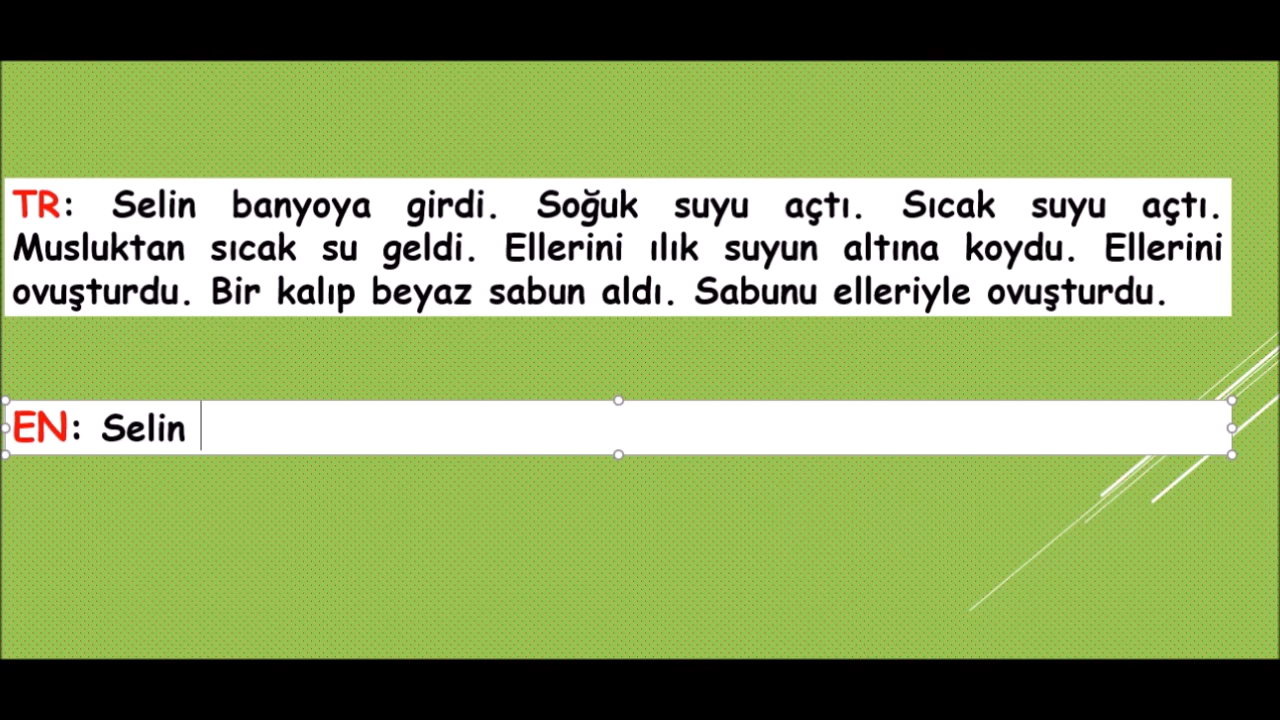 TR: Selin banyoya girdi. Soğuk suyu açtı. Sıcak suyu açtı.
Musluktan sıcak su geldi. Ellerini ılık suyun altına koydu. Ellerini
ovuşturdu. Bir kalıp beyaz sabun aldı. Sabunu elleriyle ovuşturdu.
EN: Selin